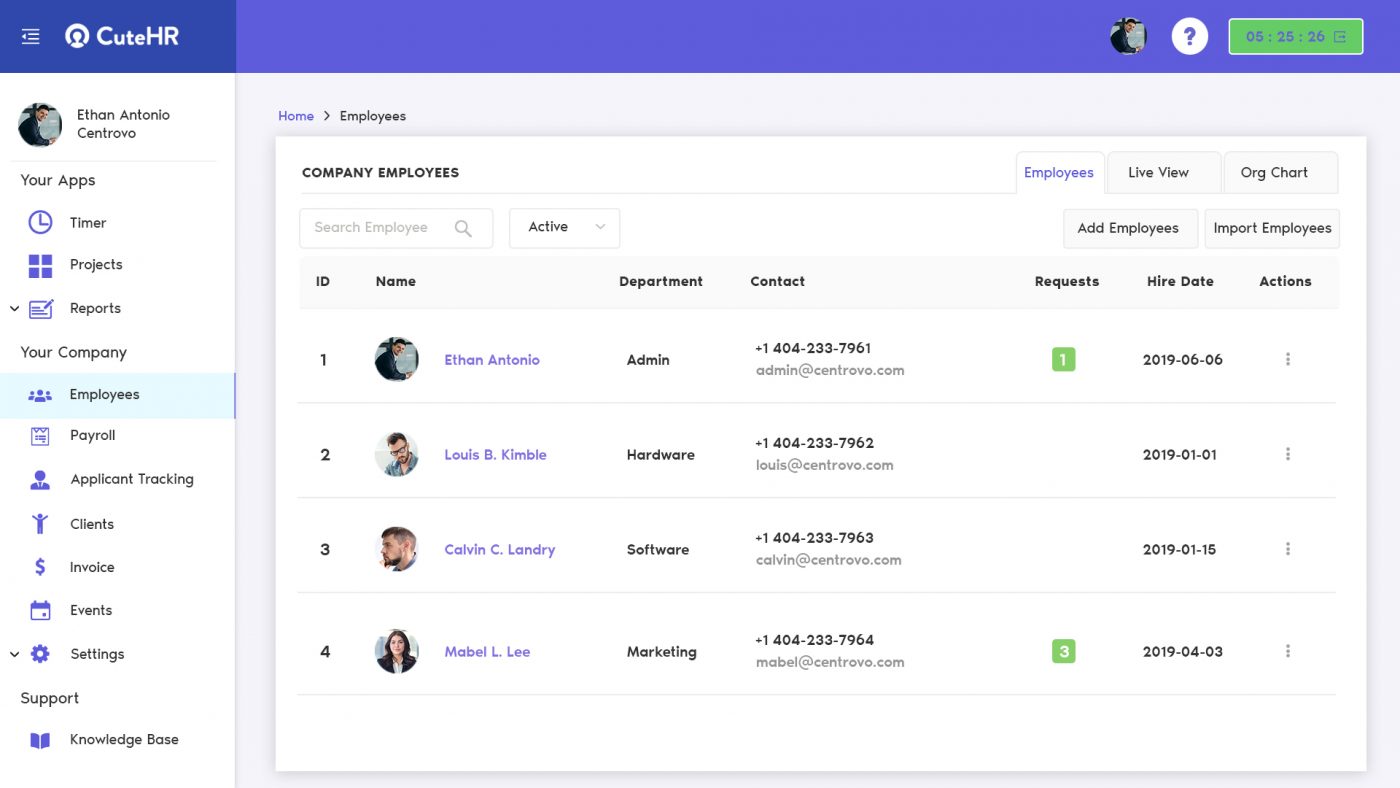 CuteHR
?
05 : 25 : 26
Ethan Antonio
Centrovo
Your Apps
Timer
Projects
Reports
Your Company
Employees
Payroll
Applicant Tracking
Clients
Invoice
Events
Settings
Support
Knowledge Base
Home > Employees
COMPANY EMPLOYEES
Employees Live View Org Chart
Search Employee Active Add Employees Import Employees
ID Name Department Contact Requests Hire Date Actions
+1 404-233-7961
1 Ethan Antonio Admin 1 2019-06-06
admin@centrovo.com
+1 404-233-7962
2 Louis B. Kimble Hardware 2019-01-01
louis@centrovo.com
+1 404-233-7963
3 Calvin C. Landry Software 2019-01-15
calvin@centrovo.com
+1 404-233-7964
4 Mabel L. Lee Marketing 3 2019-04-03
mabel@centrovo.com